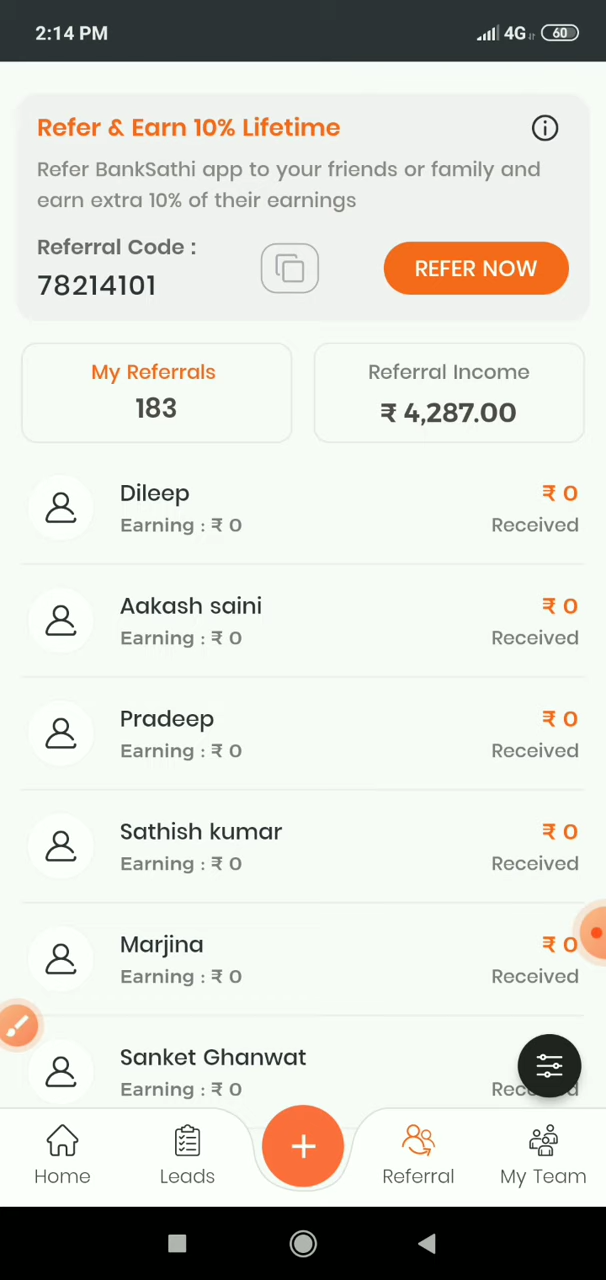 2:14 PM
4G
60
Refer & Earn 10% Lifetime
Refer BankSathi app to your friends or family and
earn extra 10% of their earnings
Referral Code :
78214101
REFER NOW
My Referrals
183
Referral Income
₹ 4,287.00
Dileep
₹ 0
Earning : ₹ 0
Received
Aakash saini
₹ 0
Earning : ₹ 0
Received
Pradeep
₹ 0
Earning : ₹ 0
Received
Sathish kumar
₹ 0
Earning : ₹ 0
Received
Marjina
₹ 0
Earning : ₹ 0
Received
Sanket Ghanwat
Earning : ₹ 0
Home
Leads
Referral
My Team